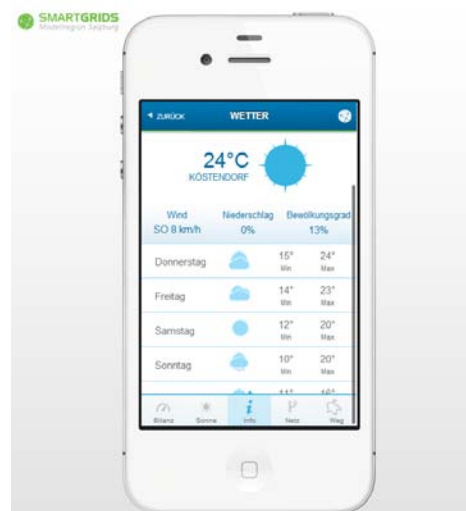 SMARTGRIDS
Modellregion Salzburg
ZURÜCK WETTER
24°C
KÖSTENDORF
Wind Niederschlag Bewölkungsgrad
SO 8 km/h 0% 13%
Donnerstag 15° 24°
Min Max
Freitag 14° 23°
Min Max
Samstag 12° 20°
Min Max
Sonntag 10° 20°
Min Max
Bilanz Sonne Info Netz Weg